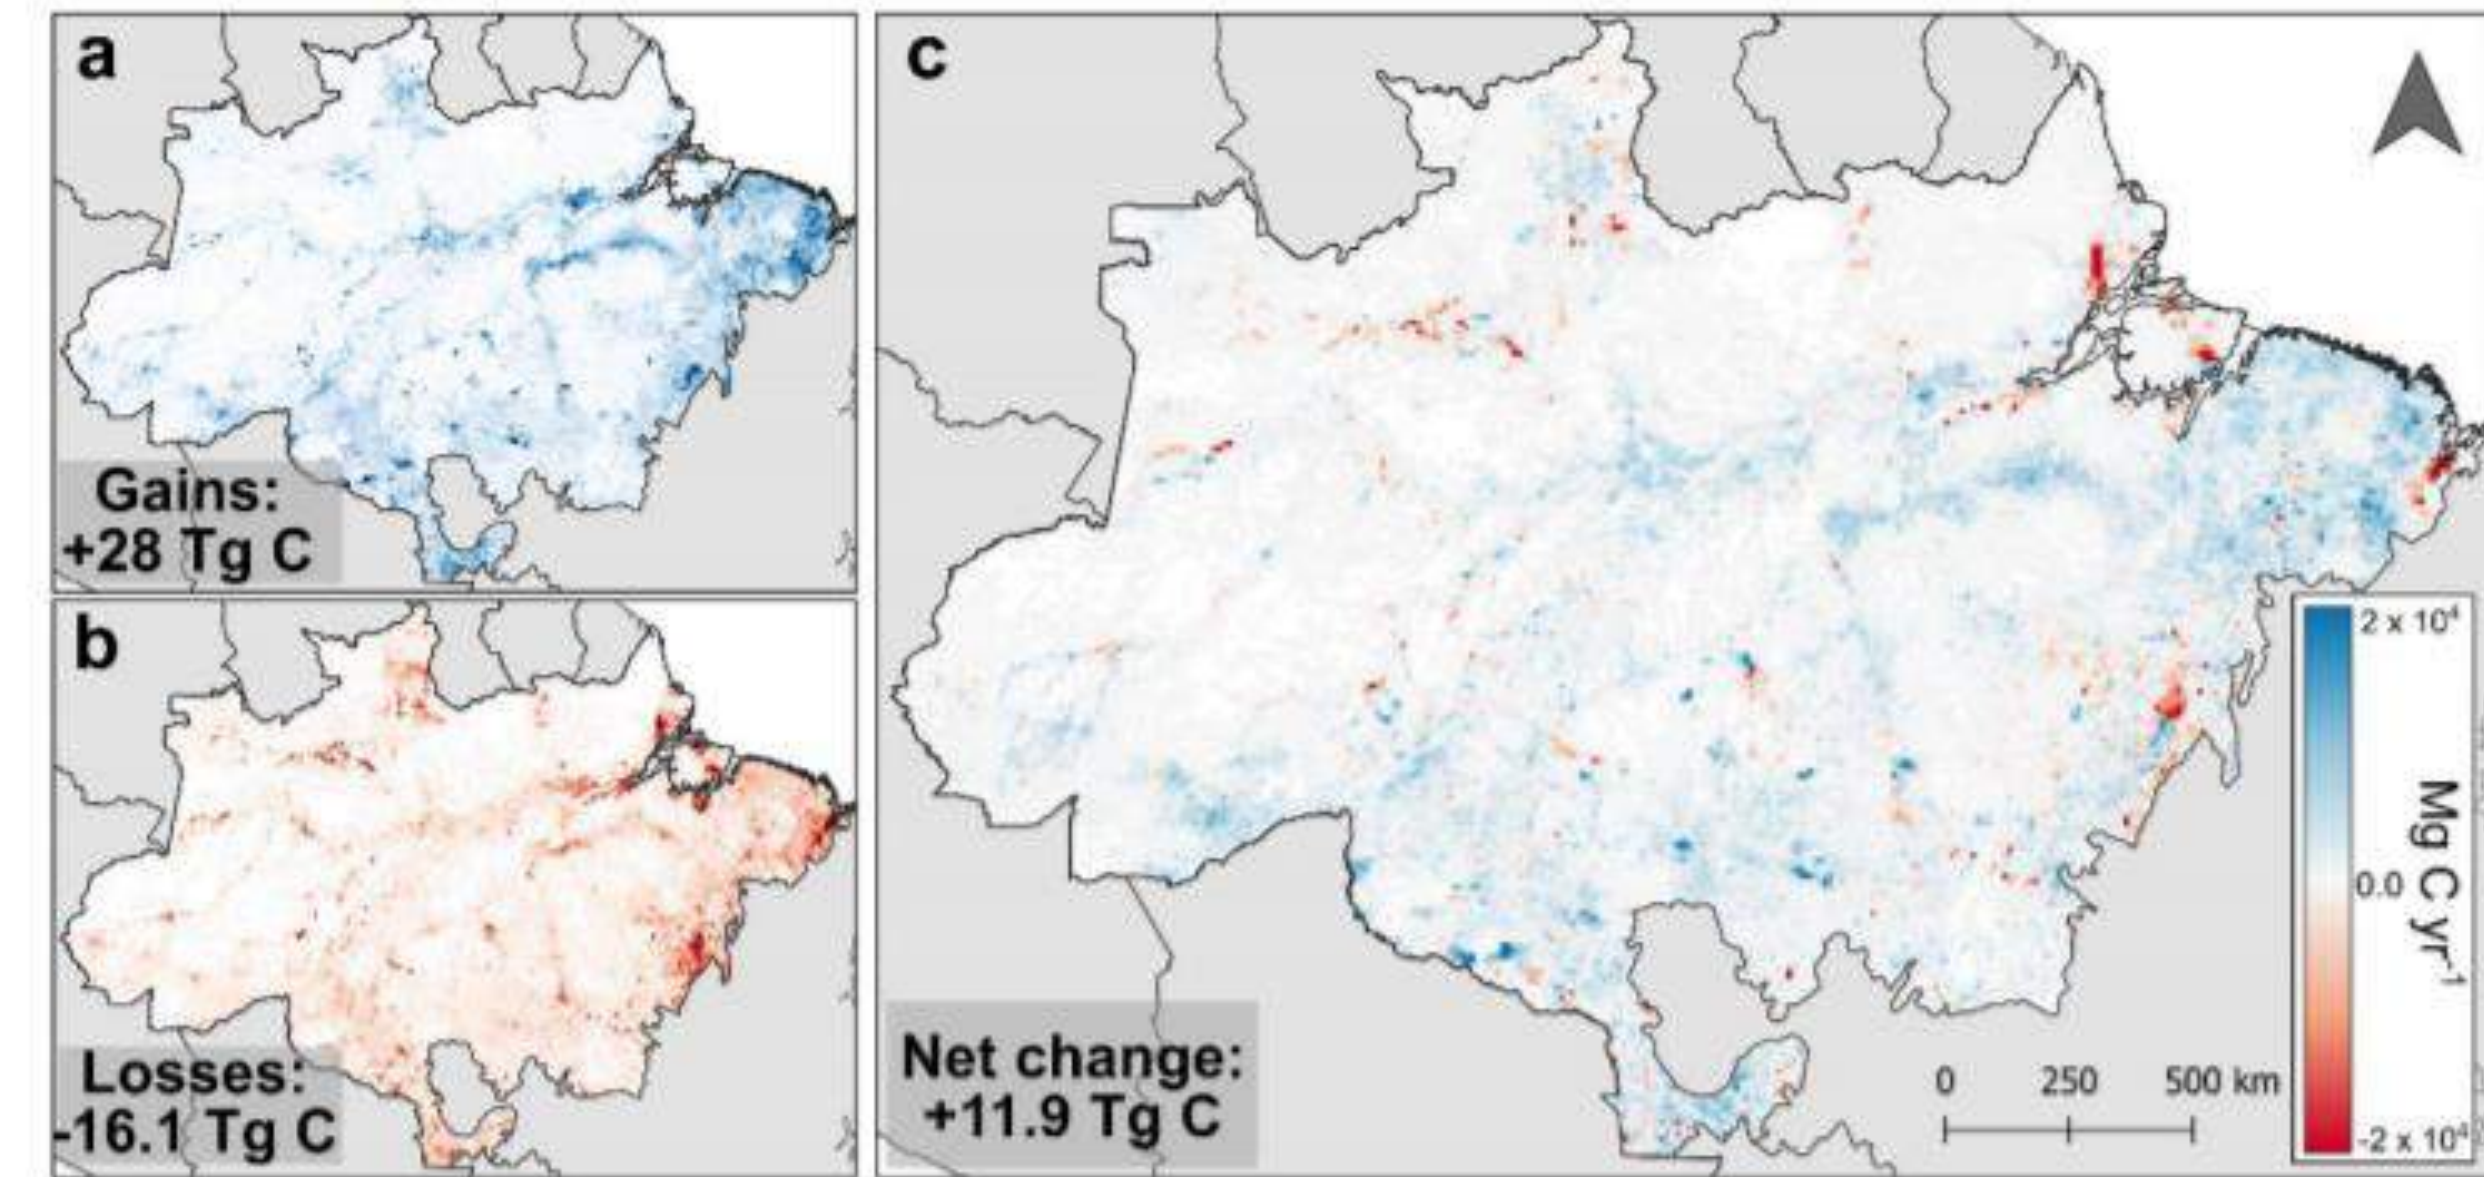 a
Gains:
+28 Tg C
b
Losses:
-16.1 Tg C
c
Net change:
+11.9 Tg C
0 250 500 km
2 x 10⁴
0.0
-2 x 10⁴
Mg C yr⁻¹